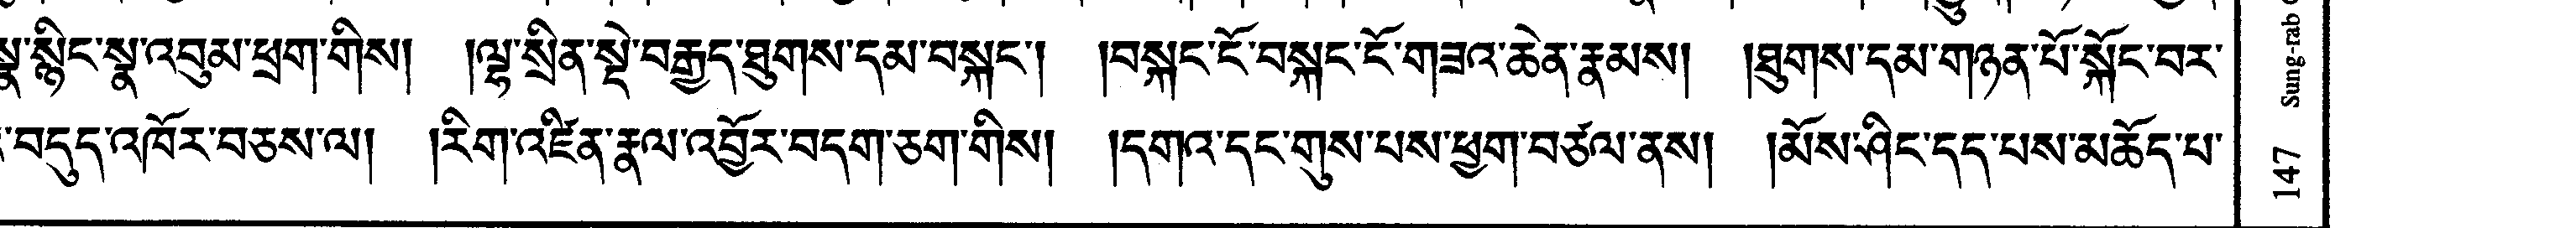 སྙིང་སྣ་འབུམ་ཕྲག་གིས། །ལྷ་སྲིན་སྡེ་བརྒྱད་ཐུགས་དམ་བསྐང་། །བསྐང་ངོ་བསྐང་ངོ་གཟའ་ཆེན་རྣམས། །ཐུགས་དམ་གཉན་པོ་སྐོང་བར་
བདུད་འཁོར་བཅས་ལ། །རིག་འཛིན་རྣལ་འབྱོར་བདག་ཅག་གིས། །དགའ་དང་གུས་པས་ཕྱག་བཙལ་ནས། །མོས་ཤིང་དད་པས་མཆོད་པ་
147 Sung-rab